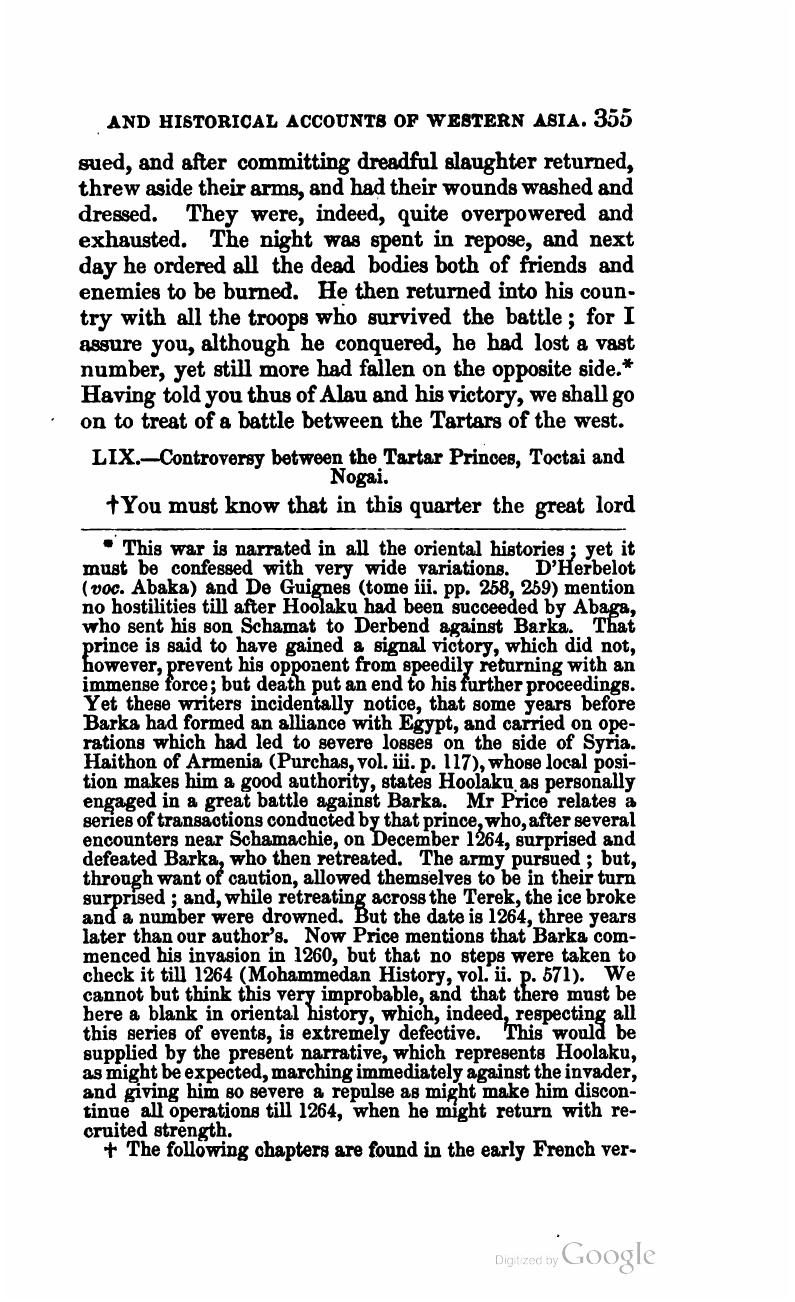 AND HISTORICAL ACCOUNTS OF WESTERN ASIA. 355
sued, and after committing dreadful slaughter returned,
threw aside their arms, and had their wounds washed and
dressed. They were, indeed, quite overpowered and
exhausted. The night was spent in repose, and next
day he ordered all the dead bodies both of friends and
enemies to be burned. He then returned into his coun-
try with all the troops who survived the battle; for I
assure you, although he conquered, he had lost a vast
number, yet still more had fallen on the opposite side.*
Having told you thus of Alau and his victory, we shall go
on to treat of a battle between the Tartars of the west.
LIX.—Controversy between the Tartar Princes, Toctai and
Nogai.
†You must know that in this quarter the great lord
* This war is narrated in all the oriental histories; yet it
must be confessed with very wide variations. D'Herbelot
(voc. Abaka) and De Guignes (tome iii. pp. 258, 259) mention
no hostilities till after Hoolaku had been succeeded by Abaga,
who sent his son Schamat to Derbend against Barka. That
prince is said to have gained a signal victory, which did not,
however, prevent his opponent from speedily returning with an
immense force; but death put an end to his further proceedings.
Yet these writers incidentally notice, that some years before
Barka had formed an alliance with Egypt, and carried on ope-
rations which had led to severe losses on the side of Syria.
Haithon of Armenia (Purchas, vol. iii. p. 117), whose local posi-
tion makes him a good authority, states Hoolaku as personally
engaged in a great battle against Barka. Mr Price relates a
series of transactions conducted by that prince, who, after several
encounters near Schamachie, on December 1264, surprised and
defeated Barka, who then retreated. The army pursued; but,
through want of caution, allowed themselves to be in their turn
surprised; and, while retreating across the Terek, the ice broke
and a number were drowned. But the date is 1264, three years
later than our author's. Now Price mentions that Barka com-
menced his invasion in 1260, but that no steps were taken to
check it till 1264 (Mohammedan History, vol. ii. p. 571). We
cannot but think this very improbable, and that there must be
here a blank in oriental history, which, indeed, respecting all
this series of events, is extremely defective. This would be
supplied by the present narrative, which represents Hoolaku,
as might be expected, marching immediately against the invader,
and giving him so severe a repulse as might make him discon-
tinue all operations till 1264, when he might return with re-
cruited strength.
† The following chapters are found in the early French ver-
Digitized by Google